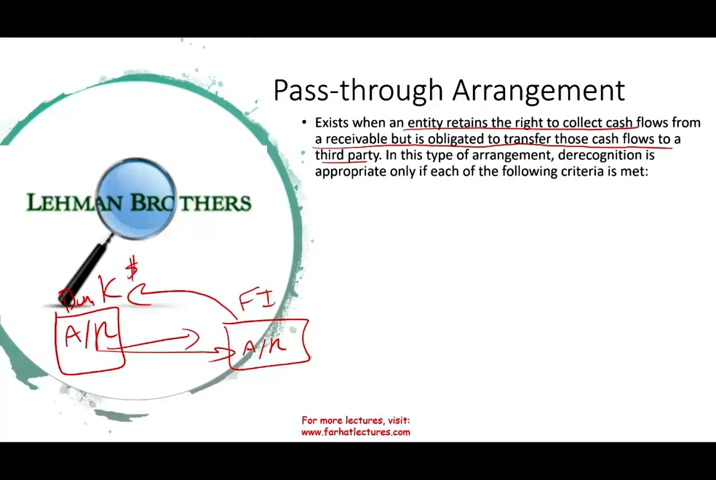 Pass-through Arrangement
• Exists when an entity retains the right to collect cash flows from
a receivable but is obligated to transfer those cash flows to a
third party. In this type of arrangement, derecognition is
appropriate only if each of the following criteria is met:
LEHMAN BROTHERS
$
Bank
FI
A/R
A/R
For more lectures, visit:
www.farhatlectures.com